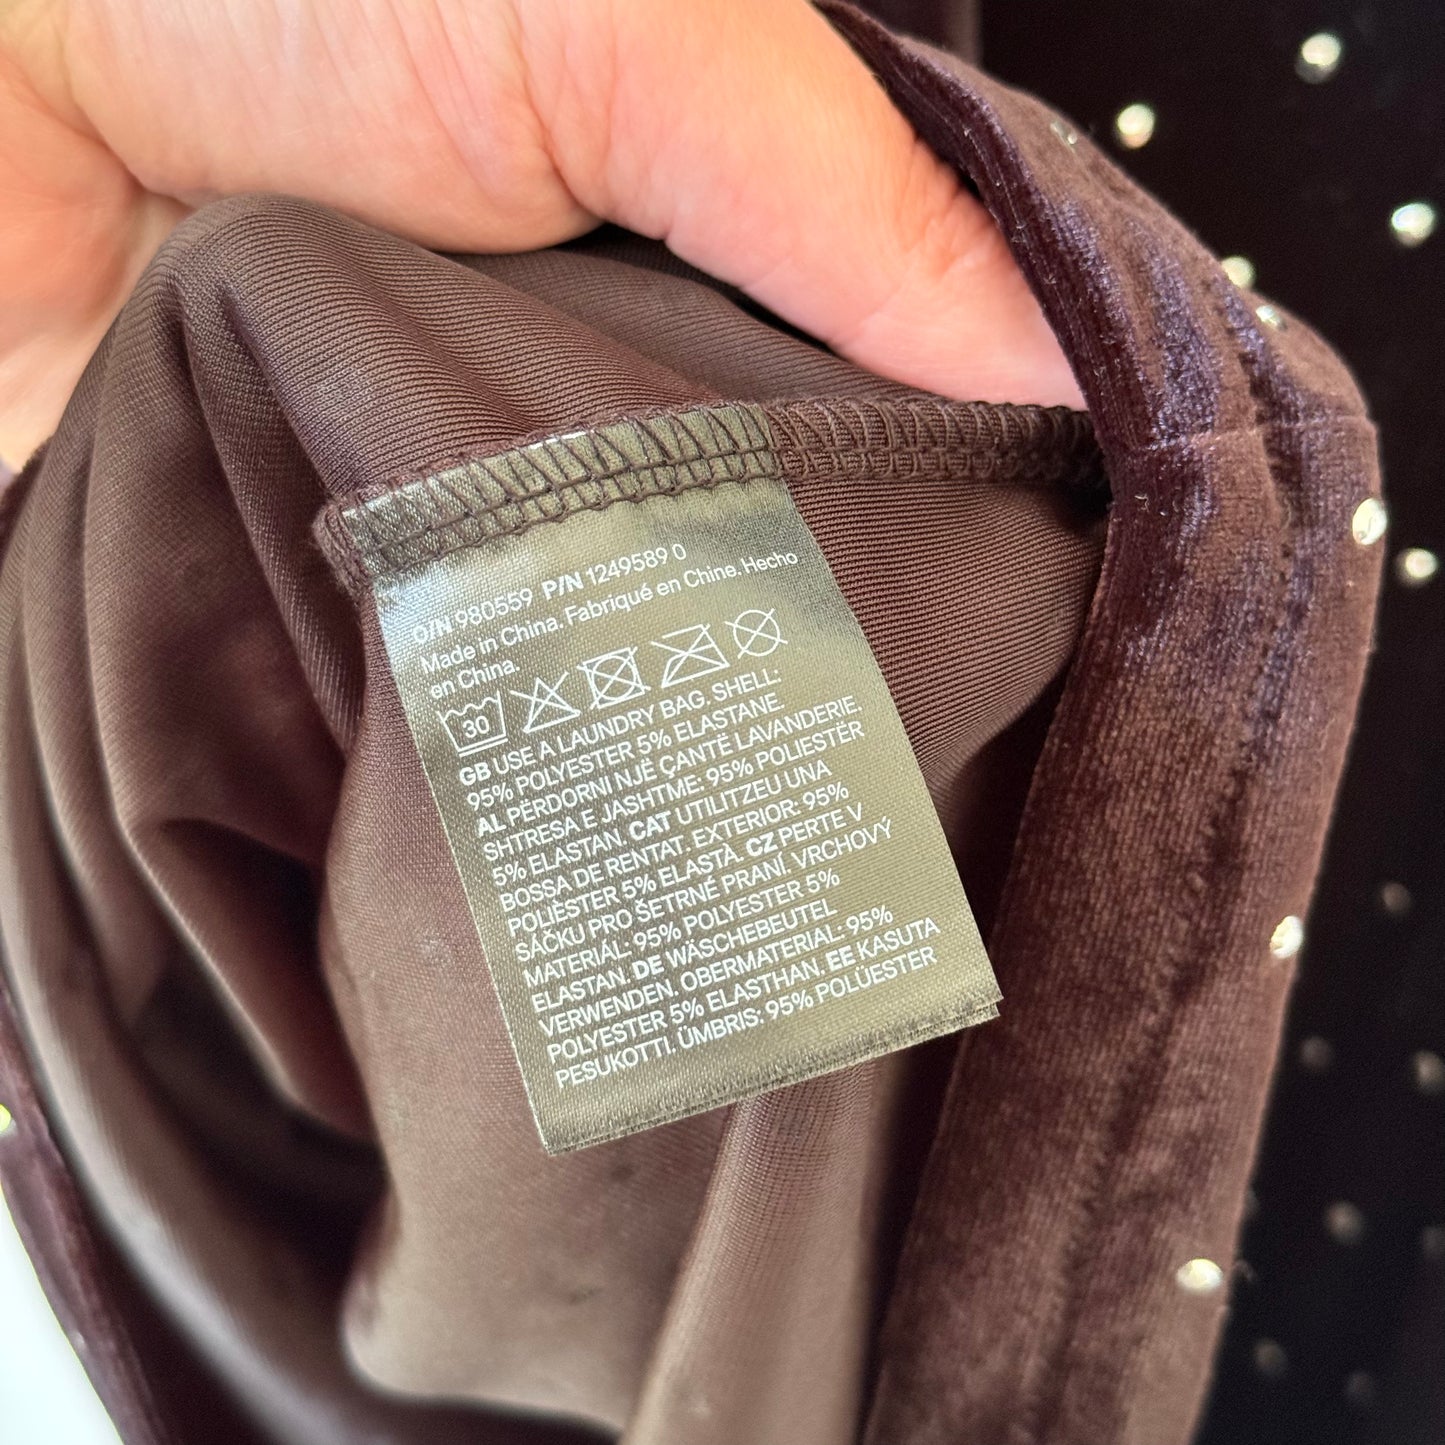 O/N 980559 P/N 1249589 0
Made in China. Fabriqué en Chine. Hecho
en China.
30
GB USE A LAUNDRY BAG. SHELL:
95% POLYESTER 5% ELASTANE.
AL PËRDORNI NJË ÇANTË LAVANDERIE.
SHTRESA E JASHTME: 95% POLIESTËR
5% ELASTAN. CAT UTILITZEU UNA
BOSSA DE RENTAT. EXTERIOR: 95%
POLIÈSTER 5% ELASTÀ. CZ PERTE V
SÁČKU PRO ŠETRNÉ PRANÍ. VRCHOVÝ
MATERIÁL: 95% POLYESTER 5%
ELASTAN. DE WÄSCHEBEUTEL
VERWENDEN. OBERMATERIAL: 95%
POLYESTER 5% ELASTHAN. EE KASUTA
PESUKOTTI. ÜMBRIS: 95% POLÜESTER